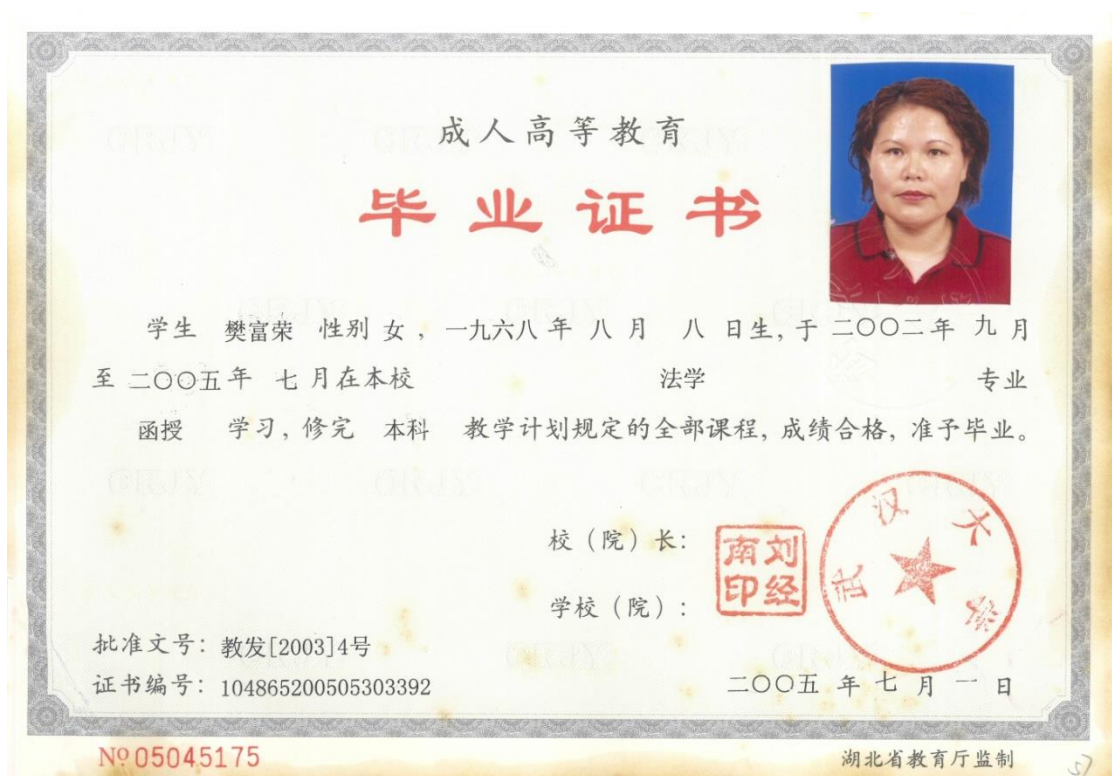 成人高等教育
毕业证书
学生 樊富荣 性别 女，一九六八年 八 月 八 日生，于 二〇〇二年 九 月
至 二〇〇五年 七 月在本校 法学 专业
函授 学习，修完 本科 教学计划规定的全部课程，成绩合格，准予毕业。
校（院）长：
刘经南印
学校（院）：
武汉大学
批准文号：教发[2003]4号
证书编号：104865200505303392
二〇〇五 年 七 月 一 日
№05045175
湖北省教育厅监制